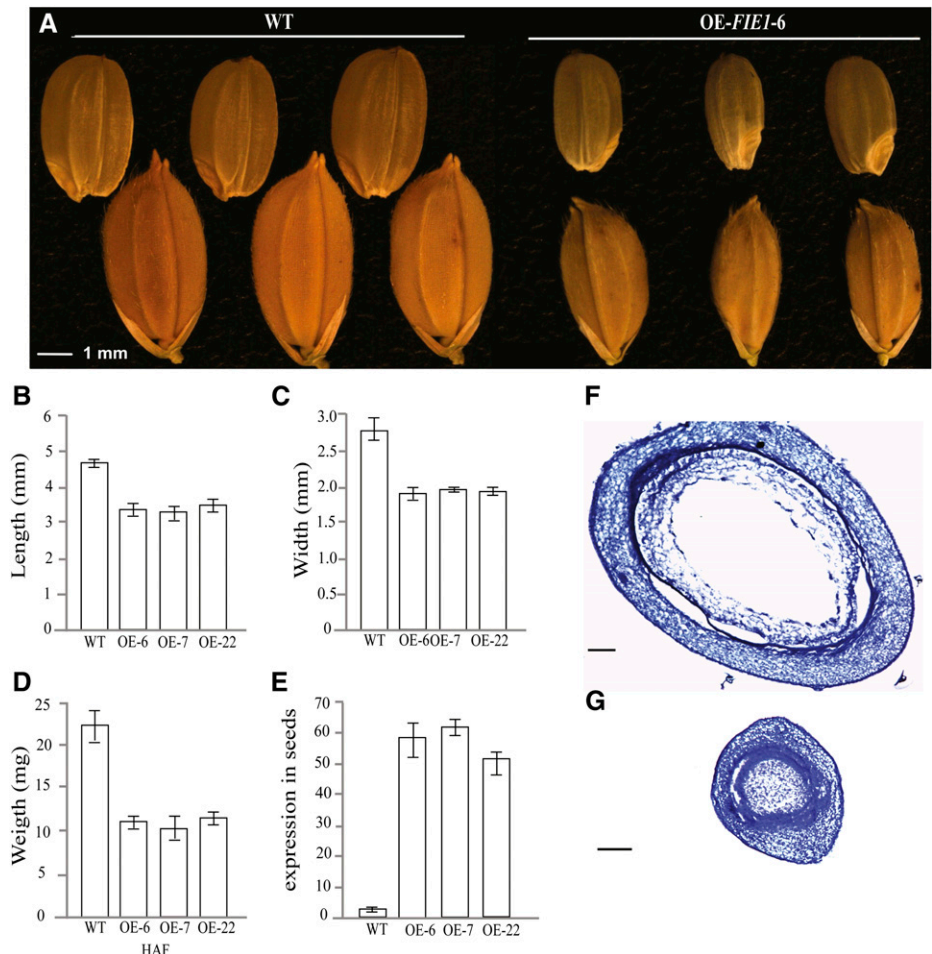 A
WT
OE-FIE1-6
1 mm
B
Length (mm)
6
5
4
3
2
1
0
WT OE-6 OE-7 OE-22
C
Width (mm)
3.0
2.5
2.0
1.5
1.0
0.5
0
WT OE-6 OE-7 OE-22
D
Weigth (mg)
25
20
15
10
5
0
WT OE-6 OE-7 OE-22
HAF
E
expression in seeds
70
60
50
40
30
20
10
0
WT OE-6 OE-7 OE-22
F
G